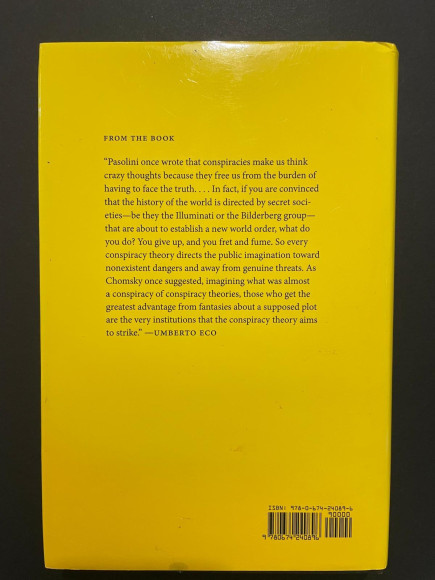 FROM THE BOOK
“Pasolini once wrote that conspiracies make us think
crazy thoughts because they free us from the burden of
having to face the truth. . . . In fact, if you are convinced
that the history of the world is directed by secret soci-
eties—be they the Illuminati or the Bilderberg group—
that are about to establish a new world order, what do
you do? You give up, and you fret and fume. So every
conspiracy theory directs the public imagination toward
nonexistent dangers and away from genuine threats. As
Chomsky once suggested, imagining what was almost
a conspiracy of conspiracy theories, those who get the
greatest advantage from fantasies about a supposed plot
are the very institutions that the conspiracy theory aims
to strike.” —UMBERTO ECO
ISBN: 978-0-674-24089-6
90000
9 780674 240896